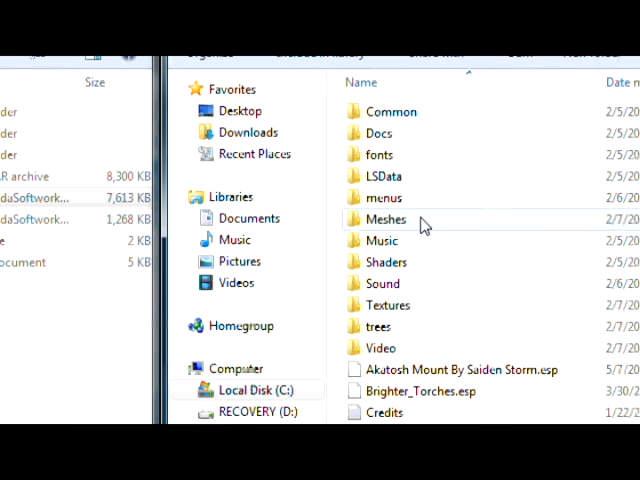 Size
der
der
der
AR archive 8,300 KB
daSoftwork... 7,613 KB
daSoftwork... 1,268 KB
e 2 KB
ocument 5 KB
Favorites
Desktop
Downloads
Recent Places
Libraries
Documents
Music
Pictures
Videos
Homegroup
Computer
Local Disk (C:)
RECOVERY (D:)
Name Date m
Common 2/5/20
Docs 2/5/20
fonts 2/5/20
LSData 2/5/20
menus 2/6/20
Meshes 2/7/20
Music 2/5/20
Shaders 2/5/20
Sound 2/6/20
Textures 2/7/20
trees 2/7/20
Video 2/7/20
Akatosh Mount By Saiden Storm.esp 5/7/20
Brighter_Torches.esp 3/30/2
Credits 1/22/2